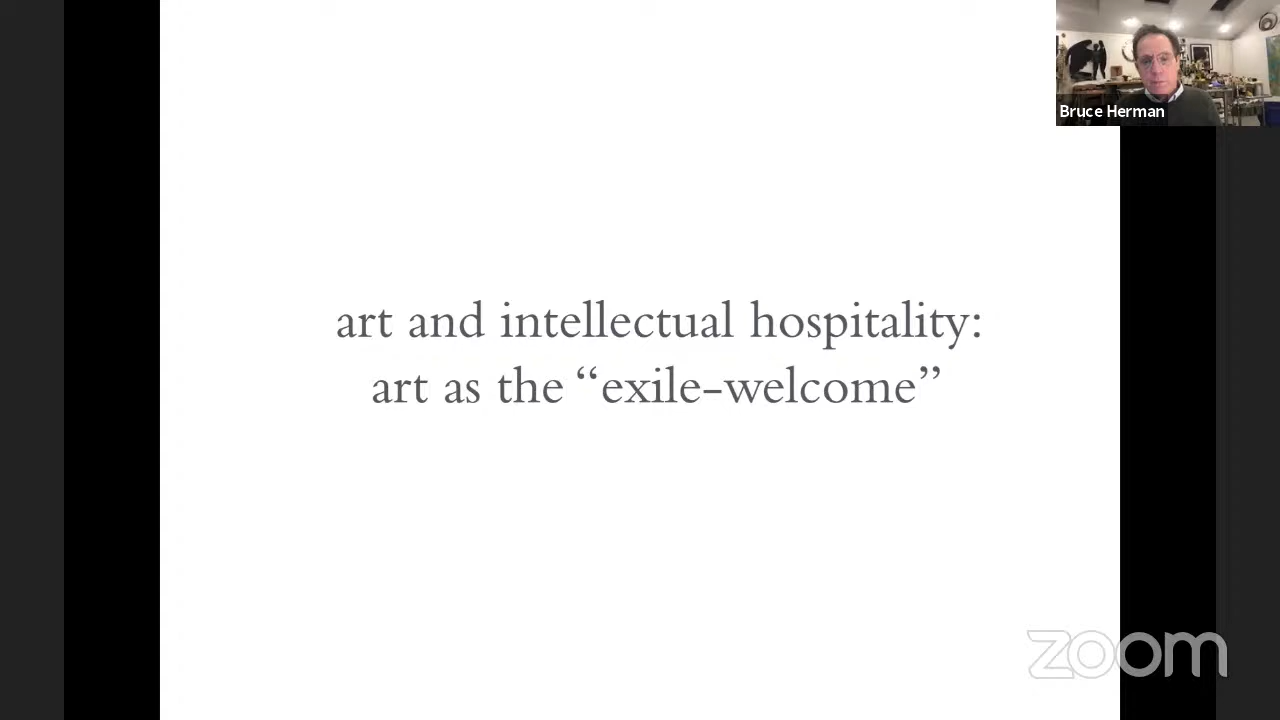 Bruce Herman
art and intellectual hospitality:
art as the “exile-welcome”
zoom